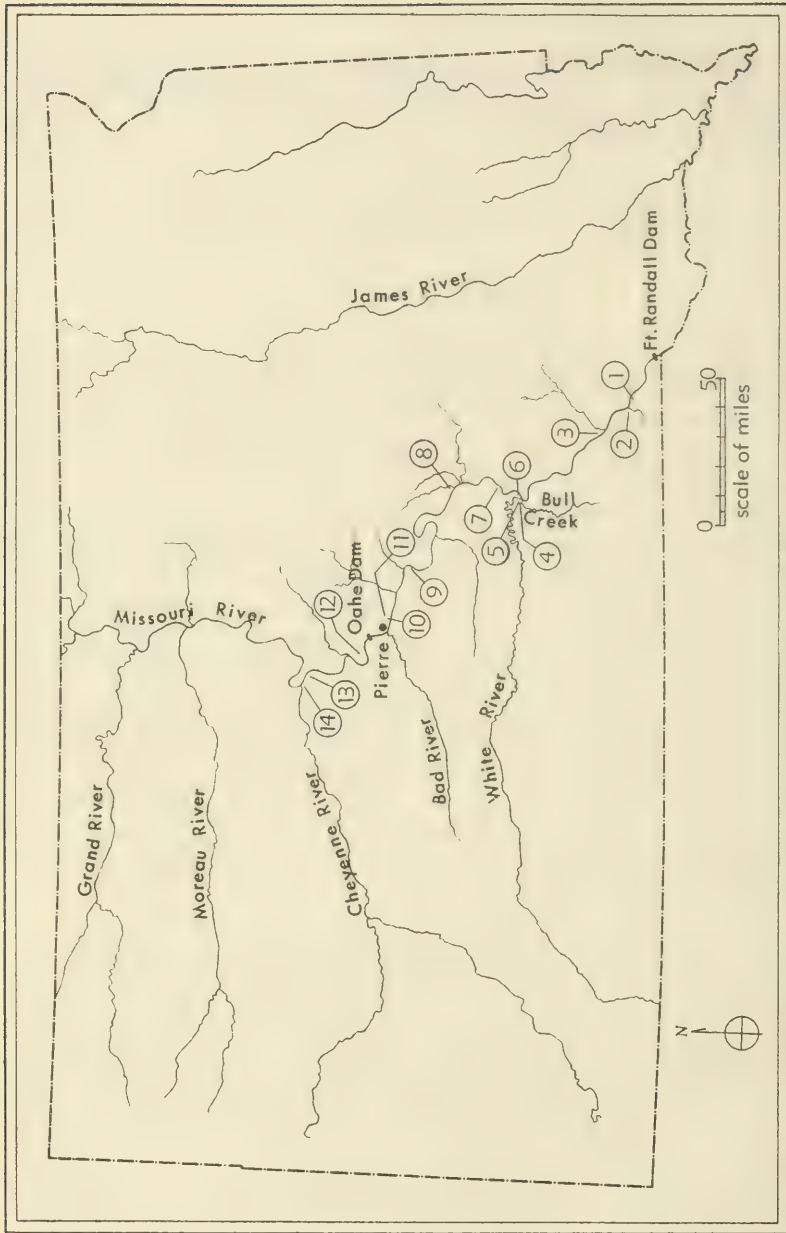 Grand River
Missouri River
Moreau River
Cheyenne River
14
13
12
Oahe Dam
Pierre
11
10
9
Bad River
White River
8
7
6
5
4
Bull
Creek
3
2
1
James River
Ft. Randall Dam
0
50
scale of miles
N